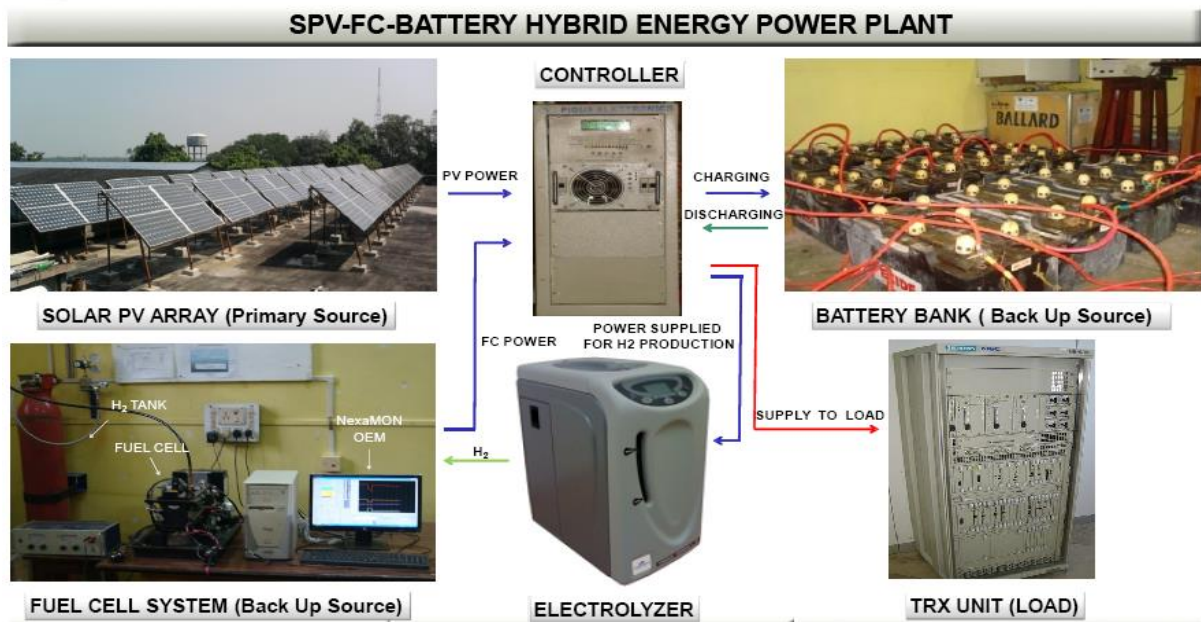 SPV-FC-BATTERY HYBRID ENERGY POWER PLANT
CONTROLLER
BALLARD
PV POWER
CHARGING
DISCHARGING
SOLAR PV ARRAY (Primary Source)
FC POWER
POWER SUPPLIED
FOR H2 PRODUCTION
BATTERY BANK ( Back Up Source)
H₂ TANK
NexaMON
OEM
FUEL CELL
H₂
SUPPLY TO LOAD
SIEMENS
FUEL CELL SYSTEM (Back Up Source)
ELECTROLYZER
TRX UNIT (LOAD)